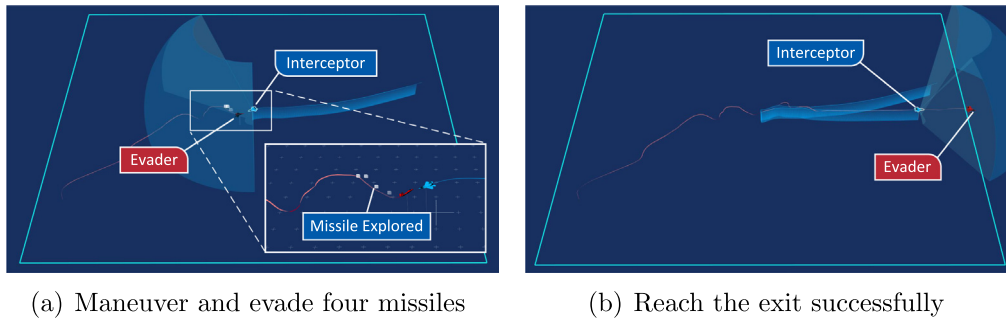 Interceptor
Evader
Missile Explored
(a) Maneuver and evade four missiles
Interceptor
Evader
(b) Reach the exit successfully